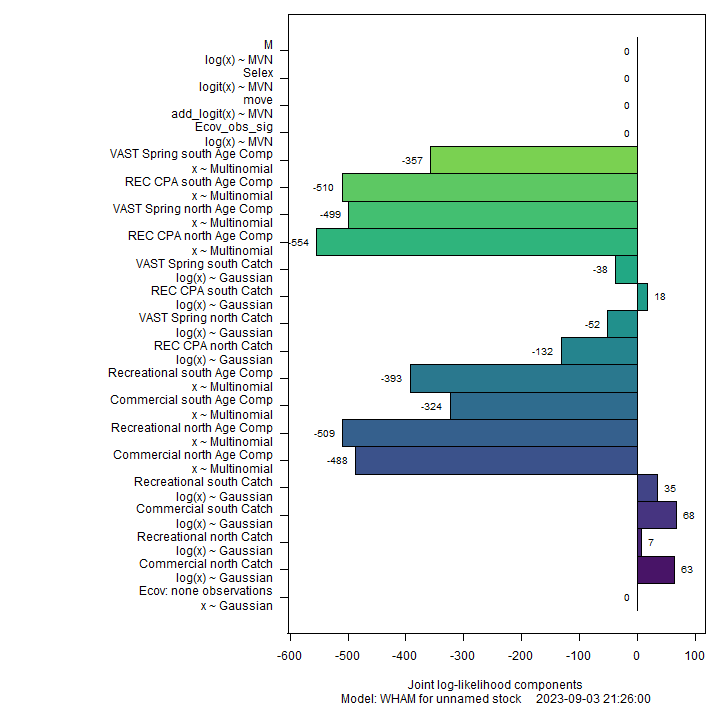 M
log(x) ~ MVN
0
Selex
logit(x) ~ MVN
0
move
add_logit(x) ~ MVN
0
Ecov_obs_sig
log(x) ~ MVN
0
VAST Spring south Age Comp
x ~ Multinomial
-357
REC CPA south Age Comp
x ~ Multinomial
-510
VAST Spring north Age Comp
x ~ Multinomial
-499
REC CPA north Age Comp
x ~ Multinomial
-554
VAST Spring south Catch
log(x) ~ Gaussian
-38
REC CPA south Catch
log(x) ~ Gaussian
18
VAST Spring north Catch
log(x) ~ Gaussian
-52
REC CPA north Catch
log(x) ~ Gaussian
-132
Recreational south Age Comp
x ~ Multinomial
-393
Commercial south Age Comp
x ~ Multinomial
-324
Recreational north Age Comp
x ~ Multinomial
-509
Commercial north Age Comp
x ~ Multinomial
-488
Recreational south Catch
log(x) ~ Gaussian
35
Commercial south Catch
log(x) ~ Gaussian
68
Recreational north Catch
log(x) ~ Gaussian
7
Commercial north Catch
log(x) ~ Gaussian
63
Ecov: none observations
x ~ Gaussian
0
-600 -500 -400 -300 -200 -100 0 100
Joint log-likelihood components
Model: WHAM for unnamed stock 2023-09-03 21:26:00